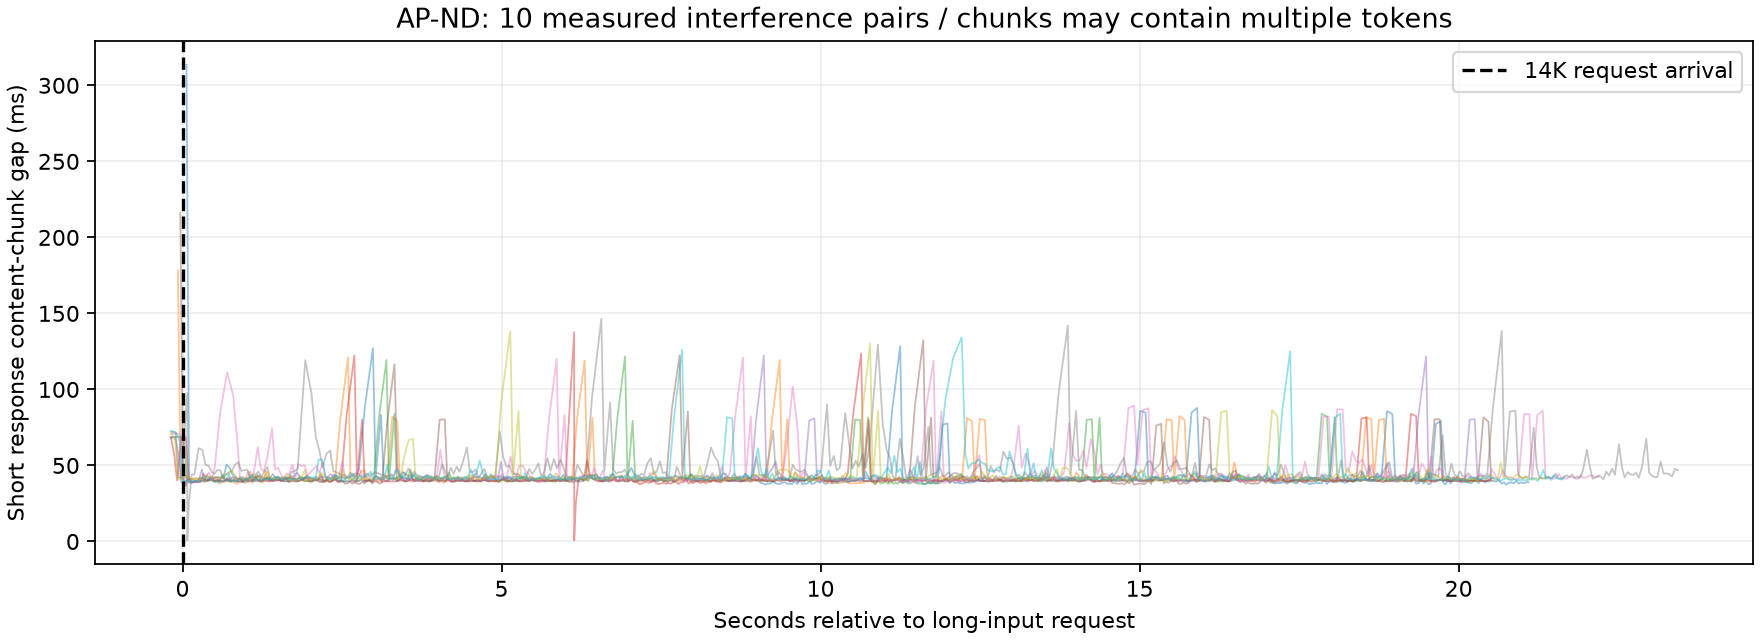 AP-ND: 10 measured interference pairs / chunks may contain multiple tokens
14K request arrival
Short response content-chunk gap (ms)
300
250
200
150
100
50
0
0 5 10 15 20
Seconds relative to long-input request